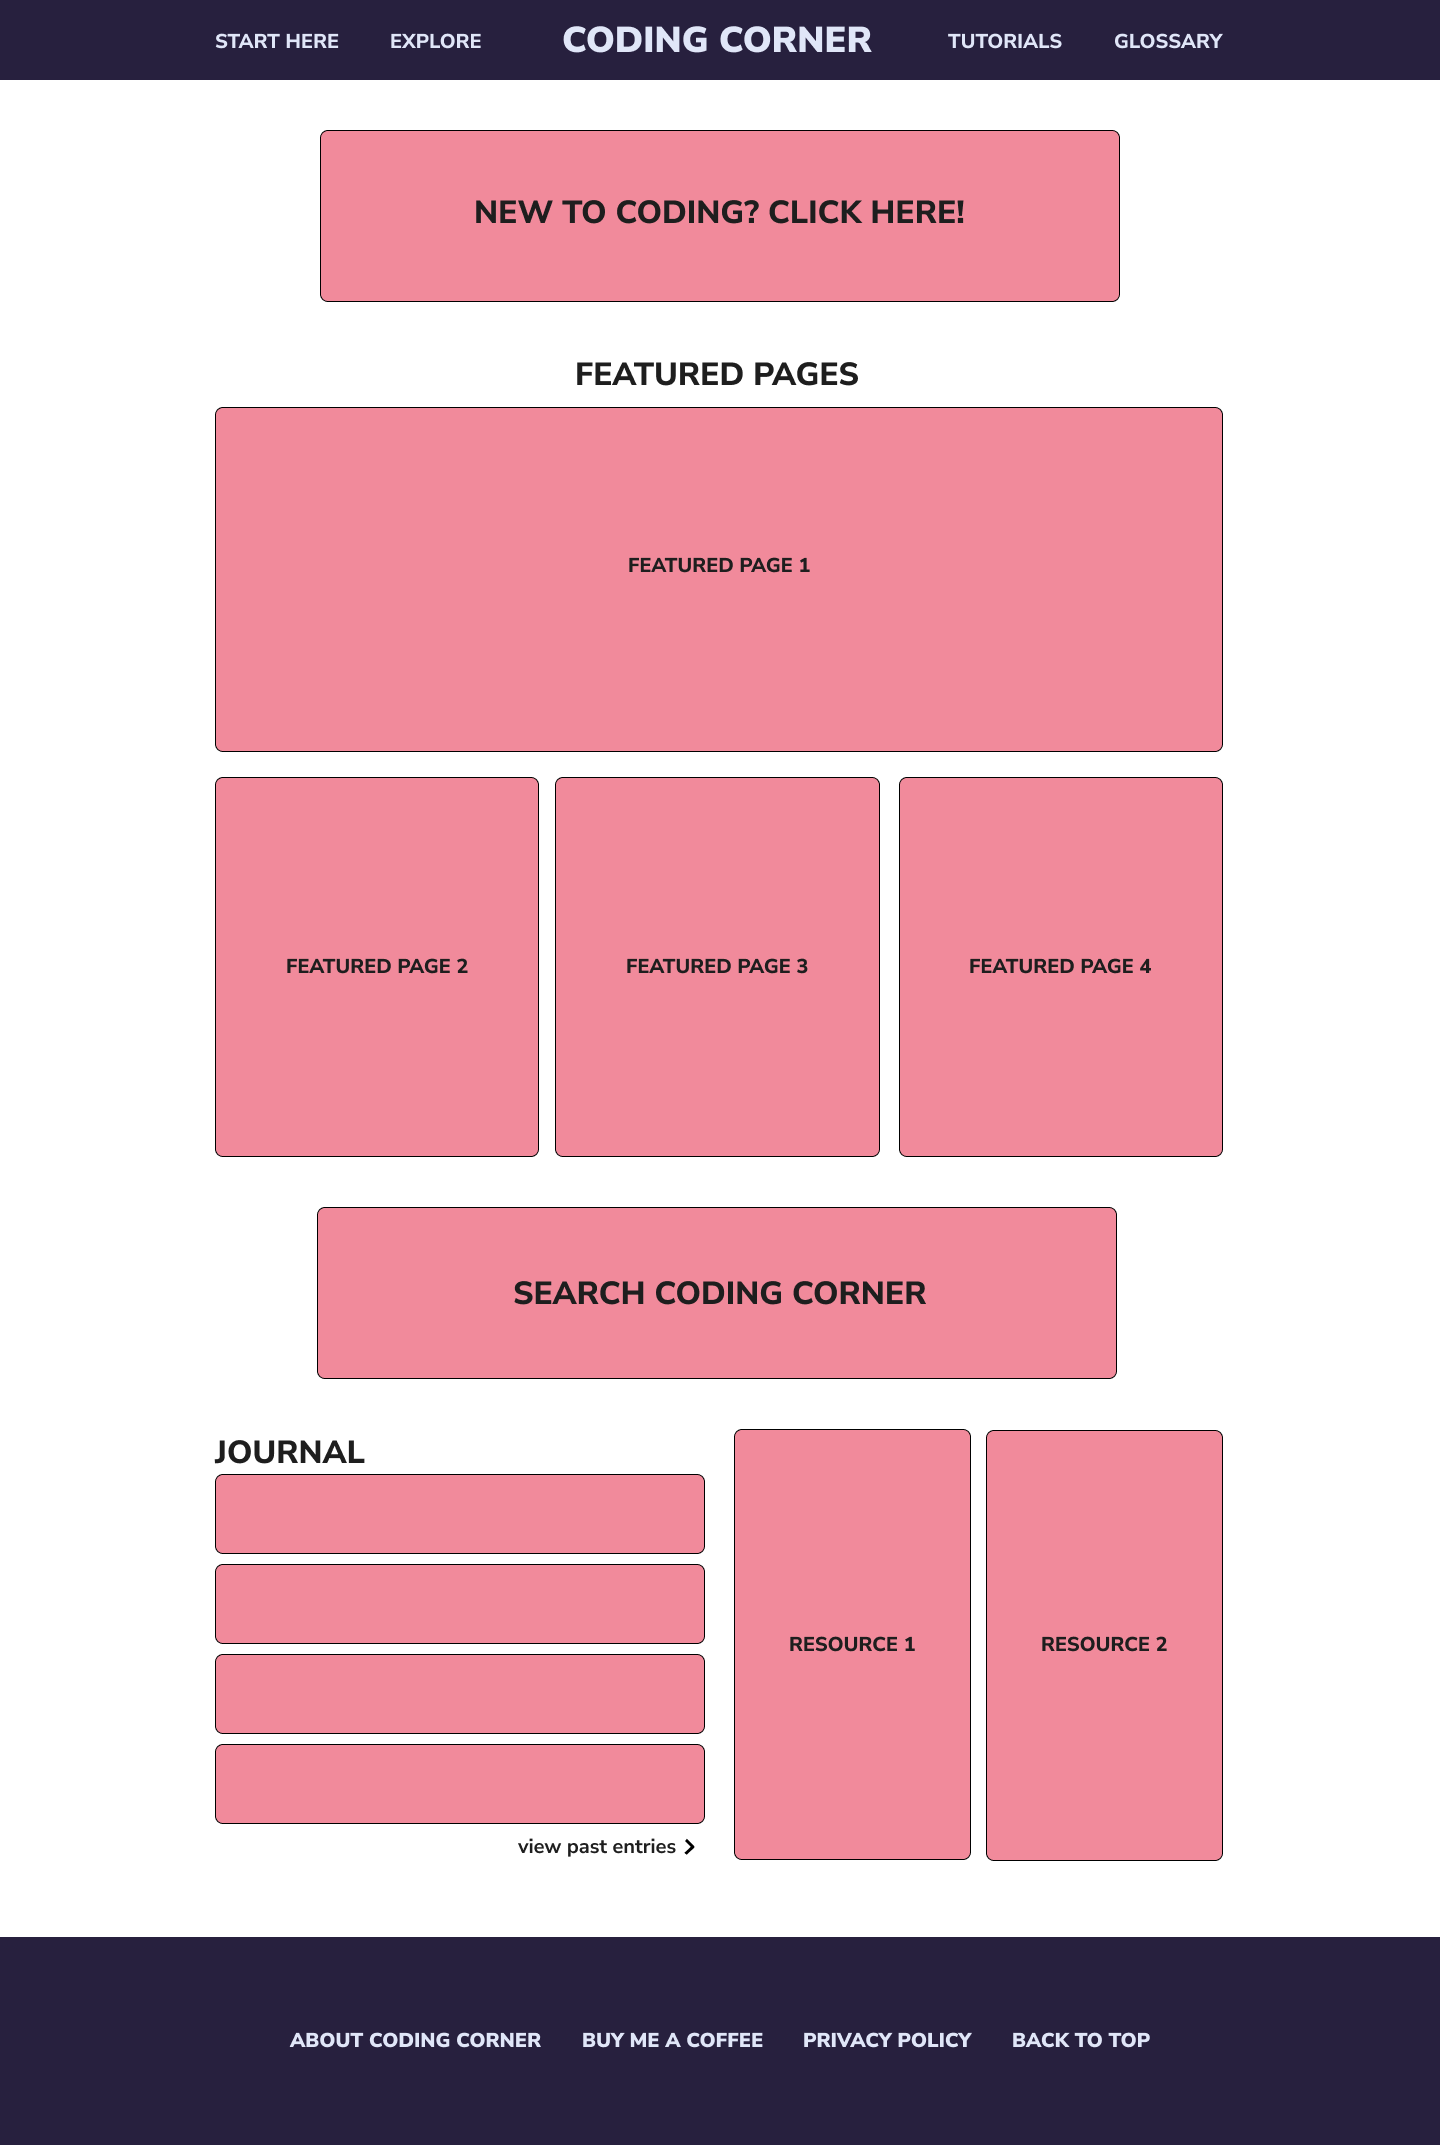 START HERE EXPLORE CODING CORNER TUTORIALS GLOSSARY
NEW TO CODING? CLICK HERE!
FEATURED PAGES
FEATURED PAGE 1
FEATURED PAGE 2 FEATURED PAGE 3 FEATURED PAGE 4
SEARCH CODING CORNER
JOURNAL
RESOURCE 1 RESOURCE 2
view past entries
ABOUT CODING CORNER BUY ME A COFFEE PRIVACY POLICY BACK TO TOP